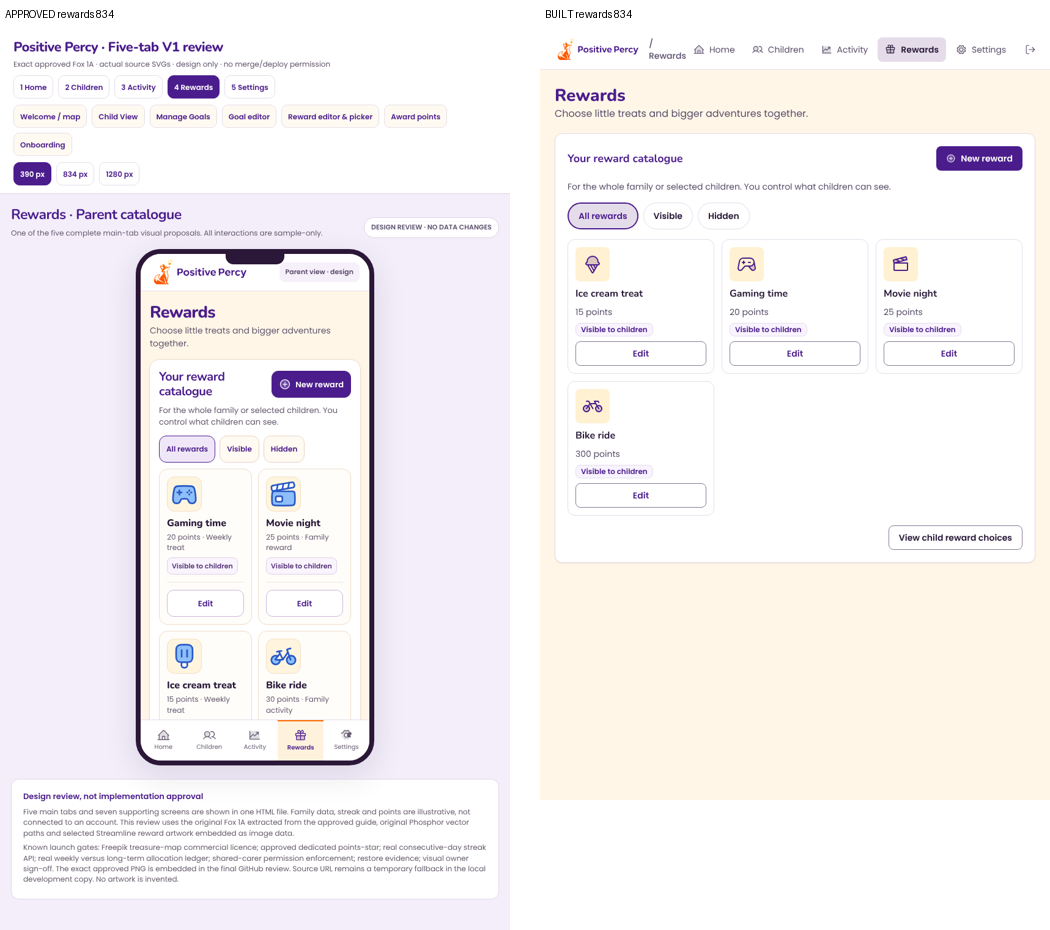 APPROVED rewards834
Positive Percy · Five-tab V1 review
Exact approved Fox 1A · actual source SVGs · design only · no merge/deploy permission
1 Home
2 Children
3 Activity
4 Rewards
5 Settings
Welcome / map
Child View
Manage Goals
Goal editor
Reward editor & picker
Award points
Onboarding
390 px
834 px
1280 px
Rewards · Parent catalogue
One of the five complete main-tab visual proposals. All interactions are sample-only.
DESIGN REVIEW · NO DATA CHANGES
Positive Percy
Parent view · design
Rewards
Choose little treats and bigger adventures
together.
Your reward
catalogue
New reward
For the whole family or selected children. You
control what children can see.
All rewards
Visible
Hidden
Gaming time
20 points · Weekly
treat
Visible to children
Edit
Movie night
25 points · Family
reward
Visible to children
Edit
Ice cream treat
15 points · Weekly
treat
Bike ride
30 points · Family
activity
Home
Children
Activity
Rewards
Settings
Design review, not implementation approval
Five main tabs and seven supporting screens are shown in one HTML file. Family data, streak and points are illustrative, not
connected to an account. This review uses the original Fox 1A extracted from the approved guide, original Phosphor vector
paths and selected Streamline reward artwork embedded as image data.
Known launch gates: Freepik treasure-map commercial licence; approved dedicated points-star; real consecutive-day streak
API; real weekly versus long-term allocation ledger; shared-carer permission enforcement; restore evidence; visual owner
sign-off. The exact approved PNG is embedded in the final GitHub review. Source URL remains a temporary fallback in the local
development copy. No artwork is invented.
BUILT rewards834
Positive Percy
/
Rewards
Home
Children
Activity
Rewards
Settings
Rewards
Choose little treats and bigger adventures together.
Your reward catalogue
New reward
For the whole family or selected children. You control what children can see.
All rewards
Visible
Hidden
Ice cream treat
15 points
Visible to children
Edit
Gaming time
20 points
Visible to children
Edit
Movie night
25 points
Visible to children
Edit
Bike ride
300 points
Visible to children
Edit
View child reward choices